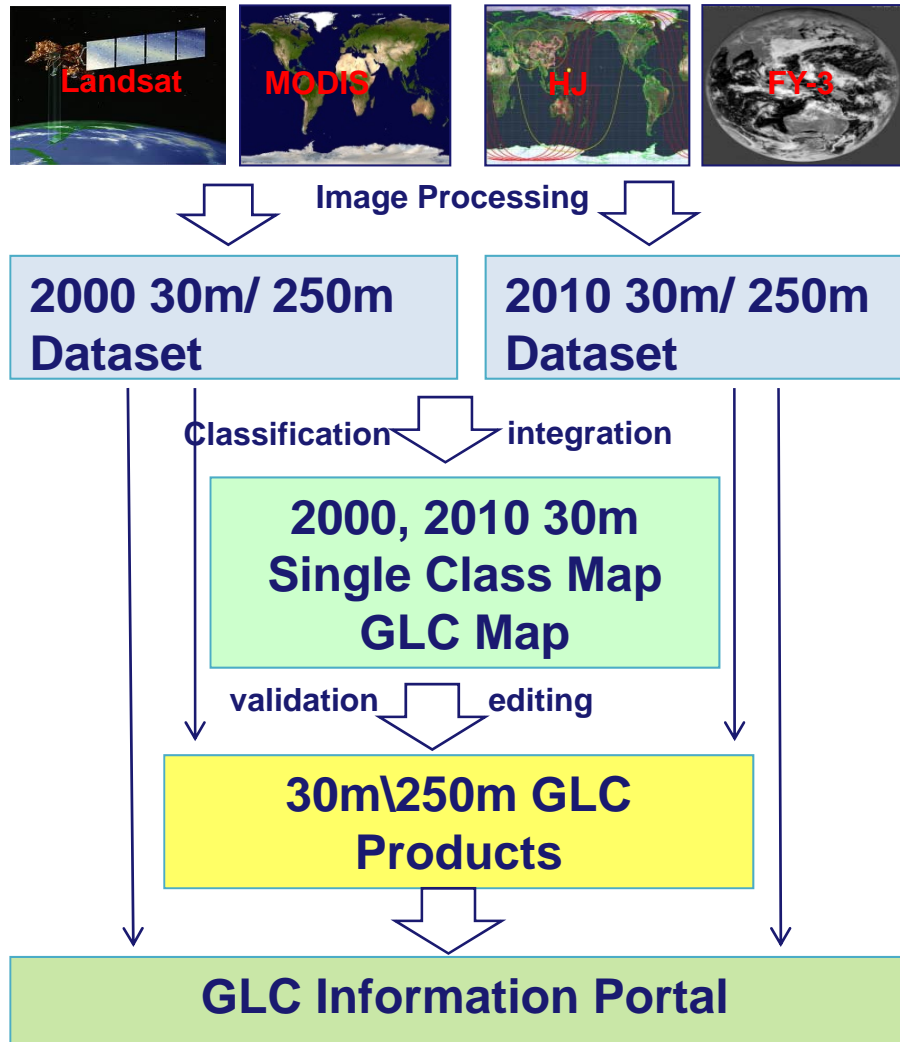 Landsat
MODIS
HJ
FY-3
Image Processing
2000 30m/ 250m
Dataset
2010 30m/ 250m
Dataset
Classification
integration
2000, 2010 30m
Single Class Map
GLC Map
validation
editing
30m\250m GLC
Products
GLC Information Portal